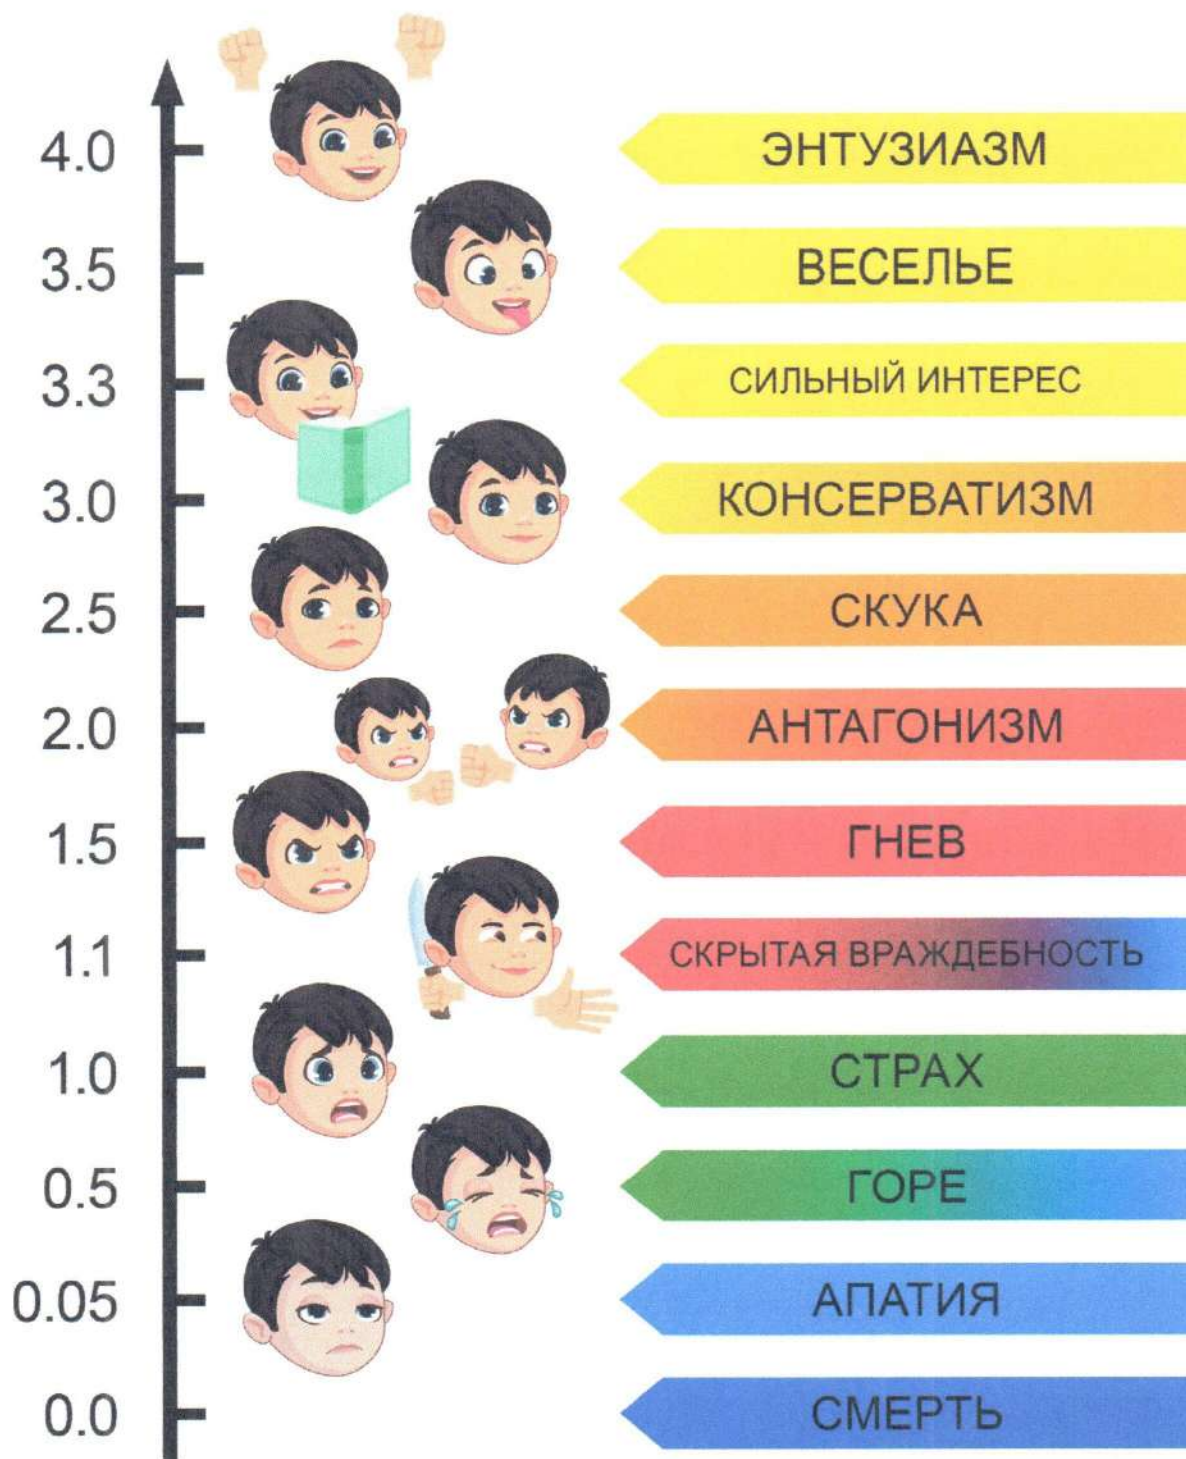 4.0 ЭНТУЗИАЗМ
3.5 ВЕСЕЛЬЕ
3.3 СИЛЬНЫЙ ИНТЕРЕС
3.0 КОНСЕРВАТИЗМ
2.5 СКУКА
2.0 АНТАГОНИЗМ
1.5 ГНЕВ
1.1 СКРЫТАЯ ВРАЖДЕБНОСТЬ
1.0 СТРАХ
0.5 ГОРЕ
0.05 АПАТИЯ
0.0 СМЕРТЬ